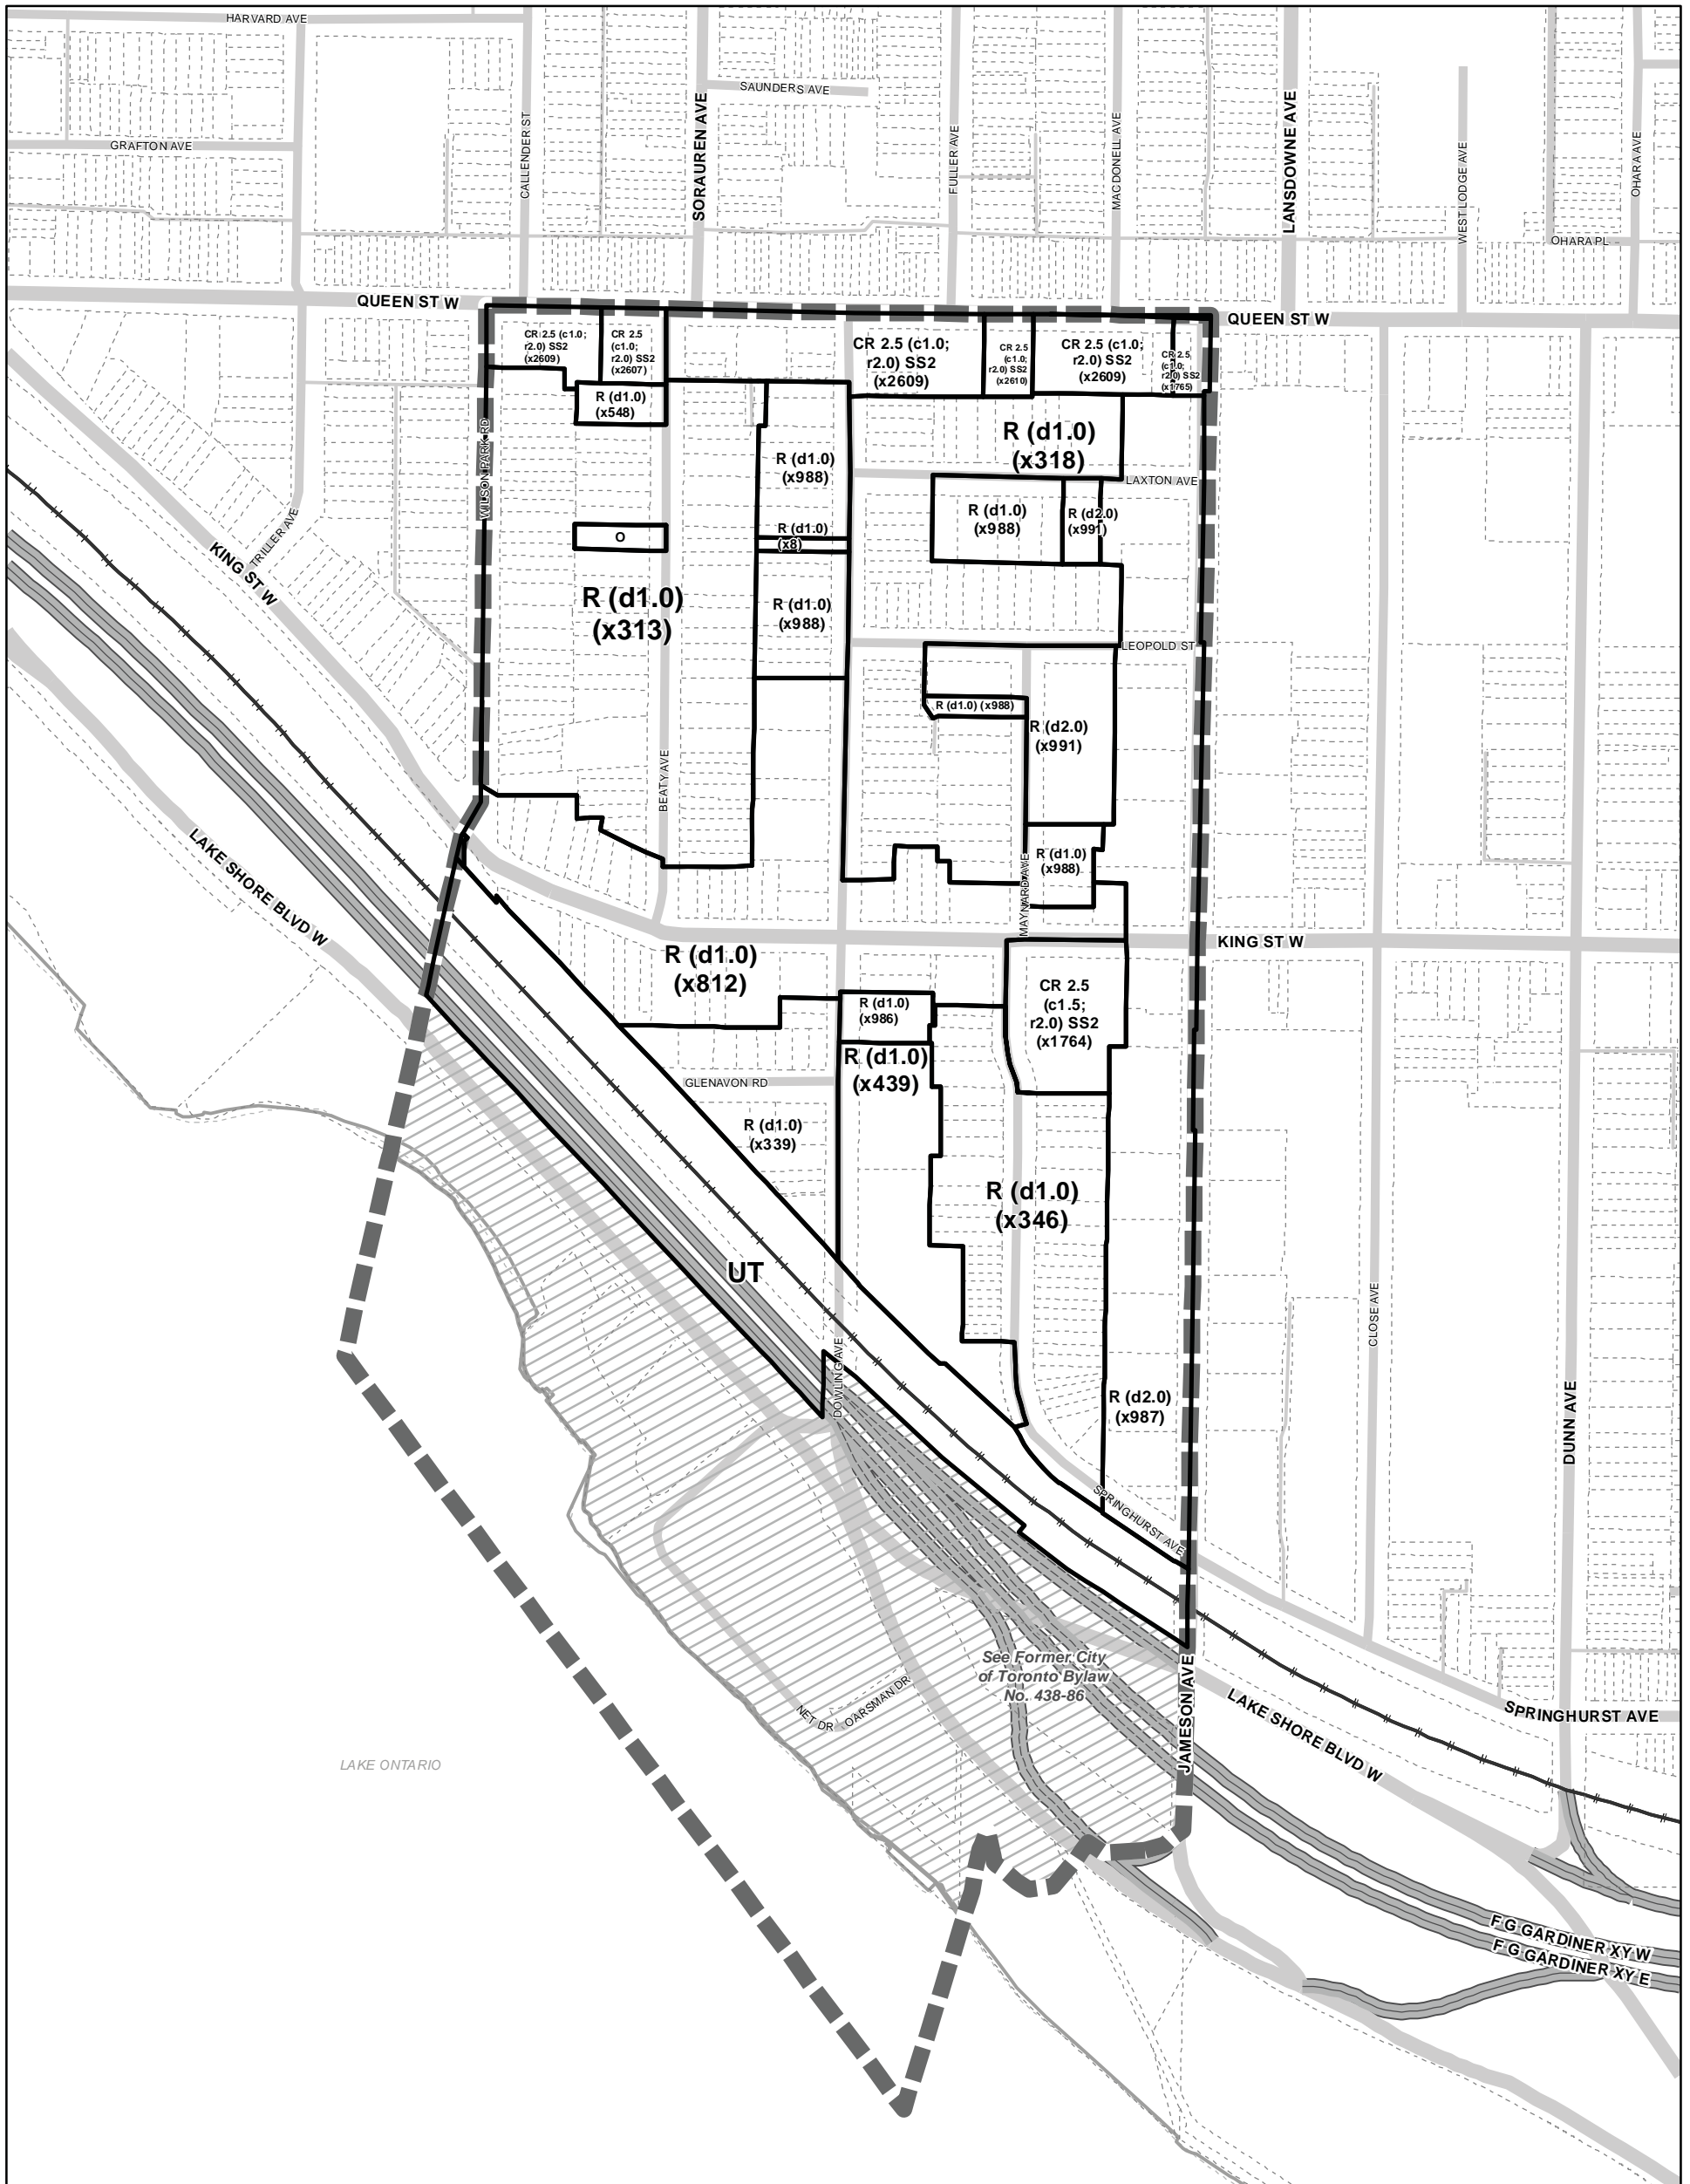 HARVARD AVE
SAUNDERS AVE
GRAFTON AVE
CALLENDER ST
SORAUREN AVE
FULLER AVE
MACDONELL AVE
LANSDOWNE AVE
WEST LODGE AVE
OHARA AVE
OHARA PL
QUEEN ST W
QUEEN ST W
CR 2.5 (c1.0;
r2.0) SS2
(x2609)
CR 2.5
(c1.0;
r2.0) SS2
(x2607)
CR 2.5 (c1.0;
r2.0) SS2
(x2609)
CR 2.5
(c1.0;
r2.0) SS2
(x2610)
CR 2.5 (c1.0;
r2.0) SS2
(x2609)
CR 2.5
(c1.0;
r2.0) SS2
(x1765)
R (d1.0)
(x548)
WILSON PARK RD
R (d1.0)
(x318)
R (d1.0)
(x988)
LAXTON AVE
R (d1.0)
(x988)
R (d2.0)
(x991)
O
R (d1.0)
(x8)
TRILLER AVE
KING ST W
R (d1.0)
(x313)
R (d1.0)
(x988)
LEOPOLD ST
R (d1.0) (x988)
R (d2.0)
(x991)
BEATY AVE
R (d1.0)
(x988)
MAYNARD AVE
LAKE SHORE BLVD W
KING ST W
R (d1.0)
(x812)
CR 2.5
(c1.5;
r2.0) SS2
(x1764)
R (d1.0)
(x986)
R (d1.0)
(x439)
GLENAVON RD
R (d1.0)
(x339)
R (d1.0)
(x346)
UT
CLOSE AVE
DOWLING AVE
R (d2.0)
(x987)
DUNN AVE
SPRINGHURST AVE
See Former City
of Toronto Bylaw
No. 438-86
NET DR
OARSMAN DR
JAMESON AVE
LAKE SHORE BLVD W
SPRINGHURST AVE
LAKE ONTARIO
F G GARDINER XY W
F G GARDINER XY E